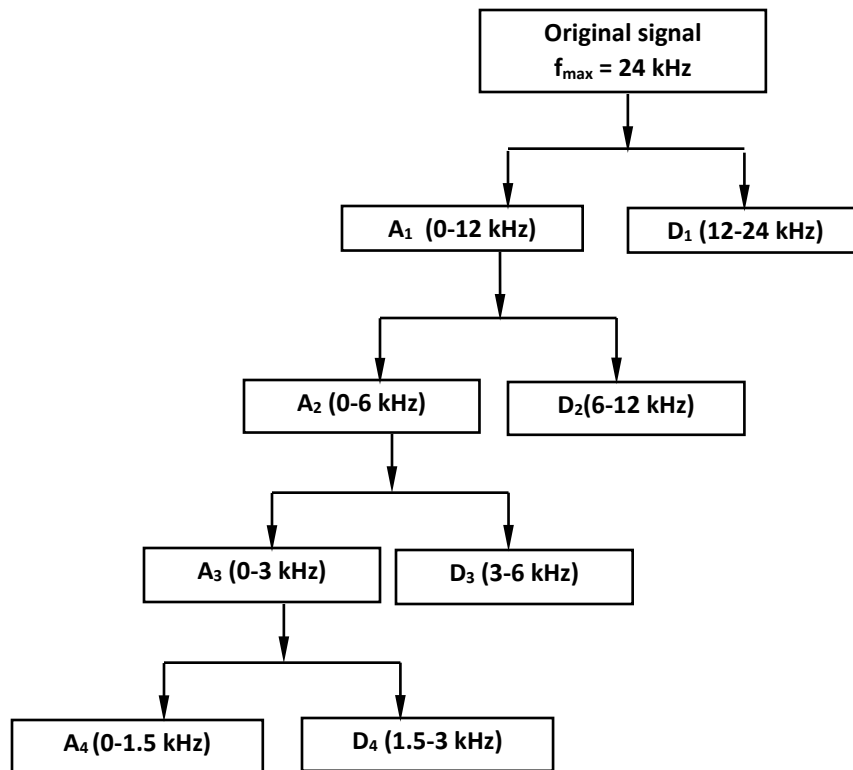 Original signal
fmax = 24 kHz
A1 (0-12 kHz)
D1 (12-24 kHz)
A2 (0-6 kHz)
D2(6-12 kHz)
A3 (0-3 kHz)
D3 (3-6 kHz)
A4 (0-1.5 kHz)
D4 (1.5-3 kHz)